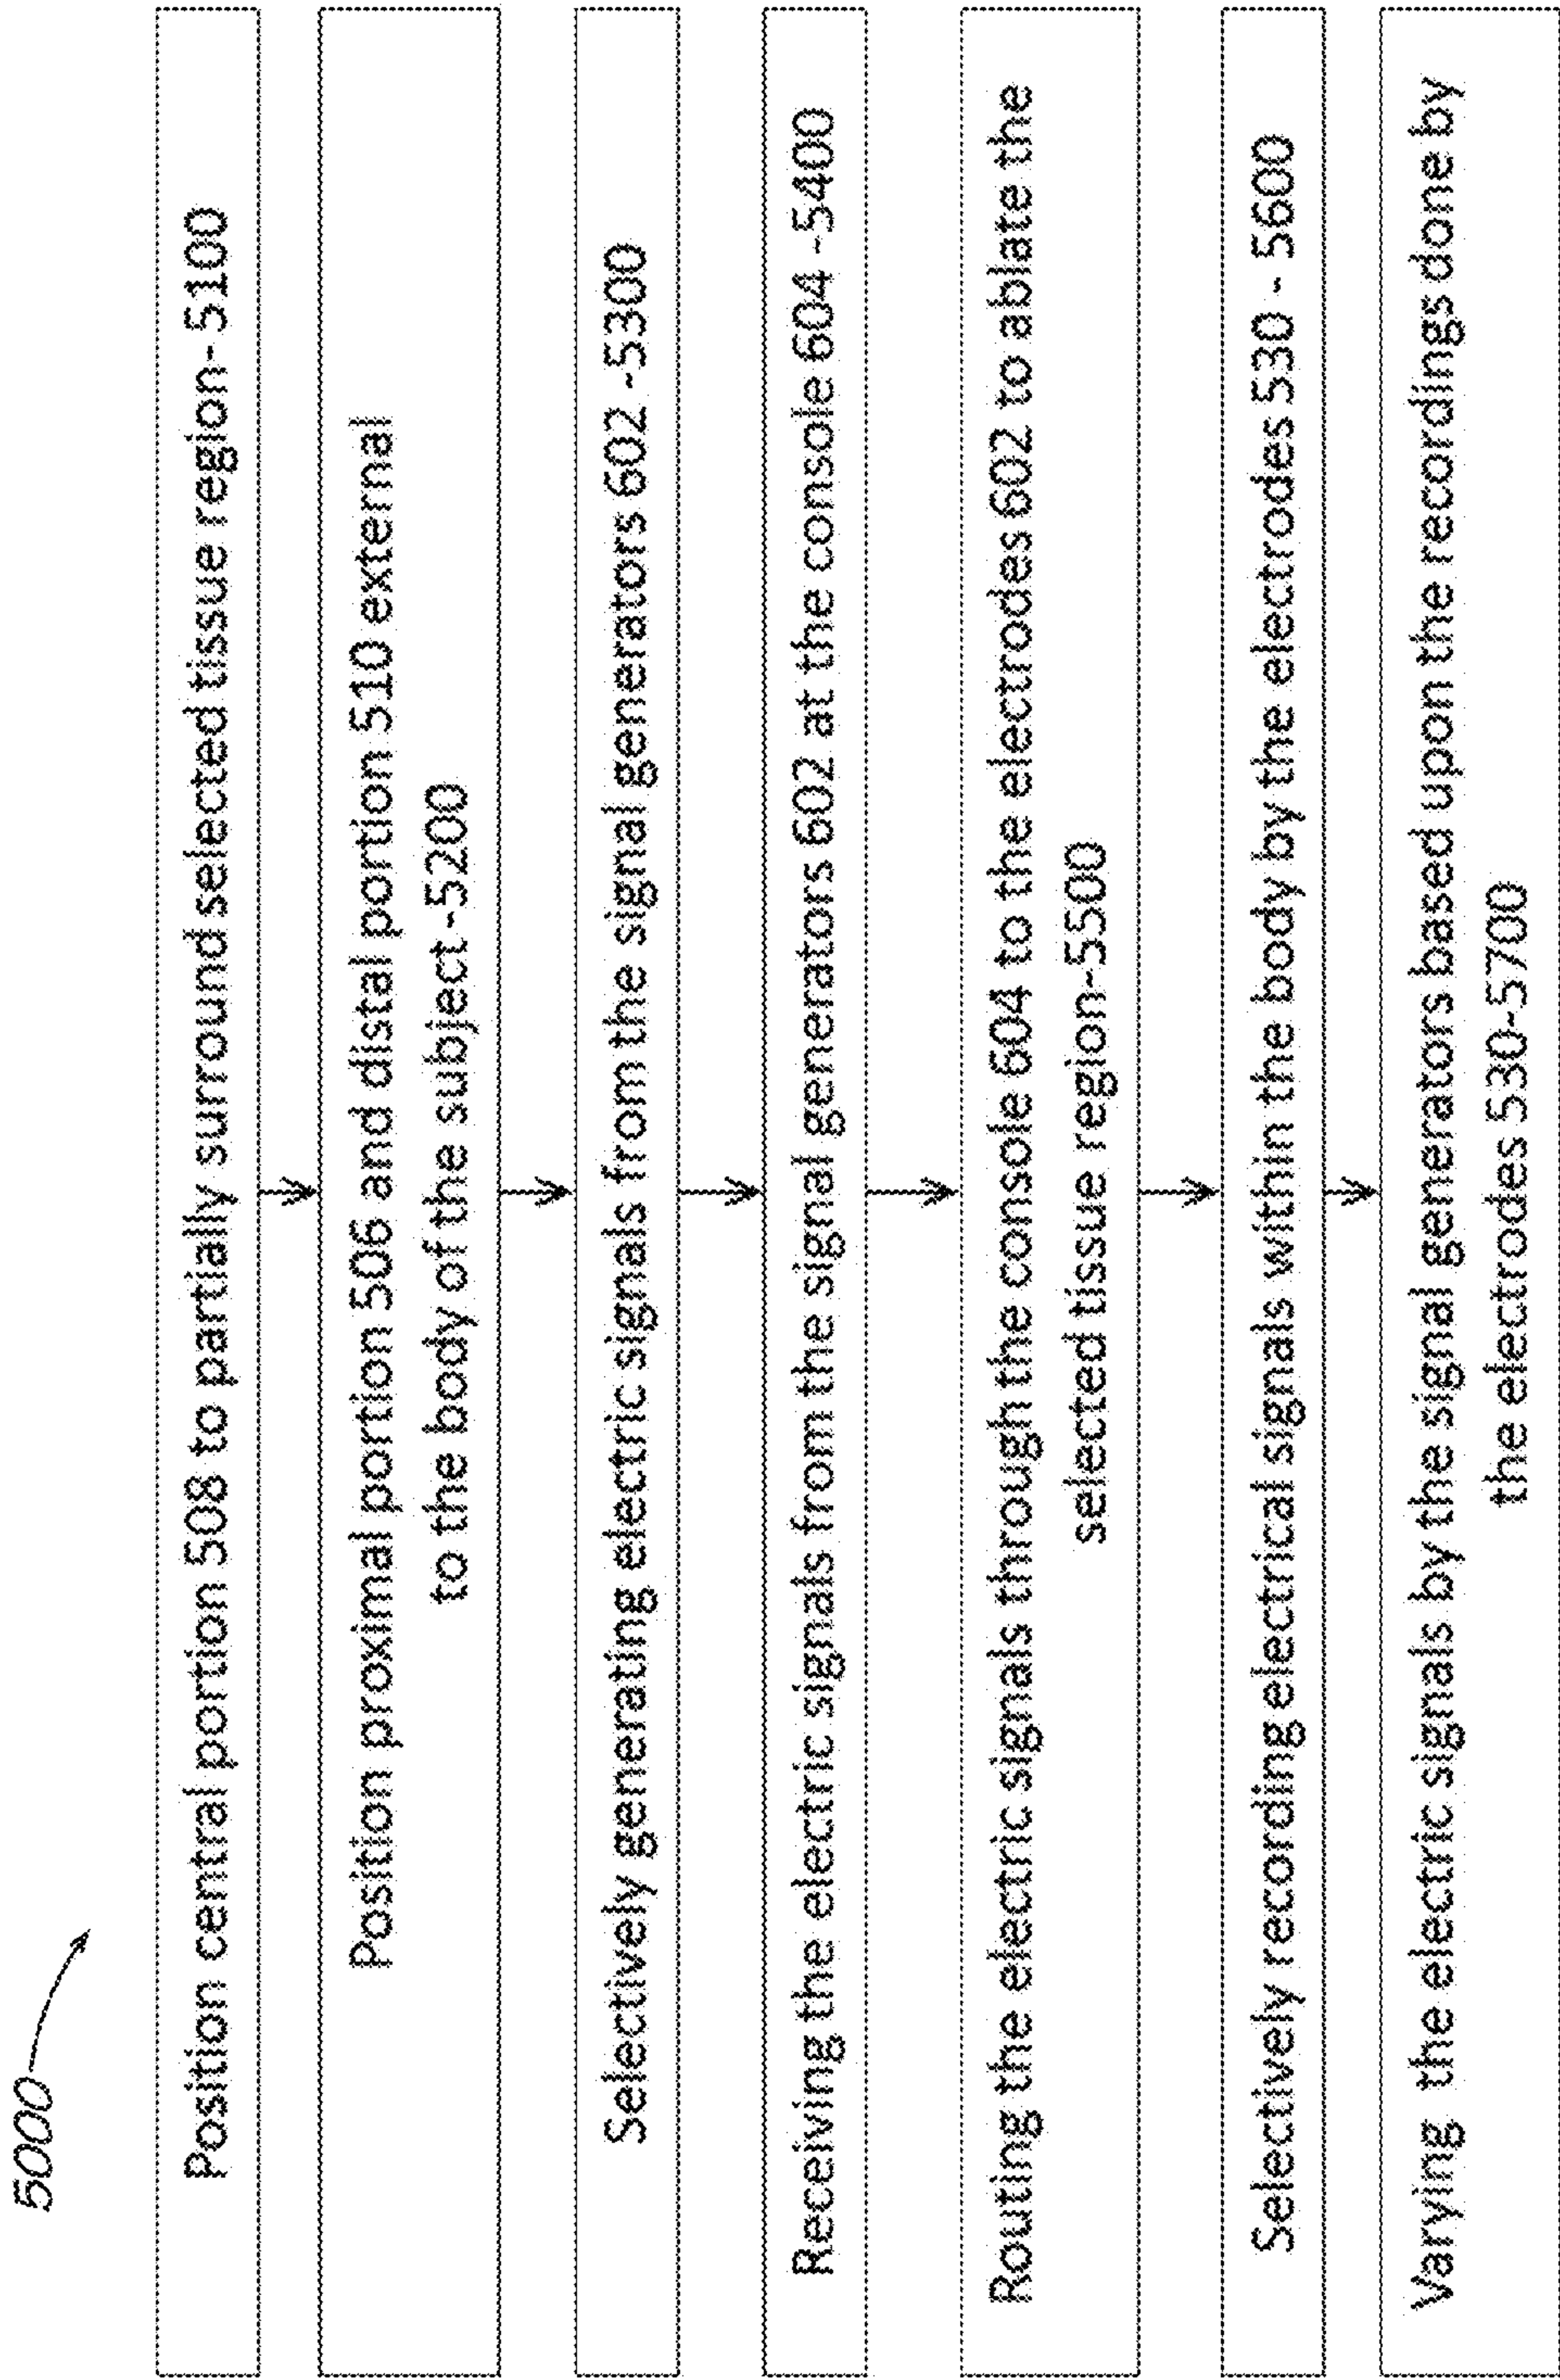 5000
Position central portion 508 to partially surround selected tissue region- 5100
Position proximal portion 506 and distal portion 510 external
to the body of the subject -5200
Selectively generating electric signals from the signal generators 602 -5300
Receiving the electric signals from the signal generators 602 at the console 604 -5400
Routing the electric signals through the console 604 to the electrodes 602 to ablate the
selected tissue region-5500
Selectively recording electrical signals within the body by the electrodes 530 - 5600
Varying the electric signals by the signal generators based upon the recordings done by
the electrodes 530-5700